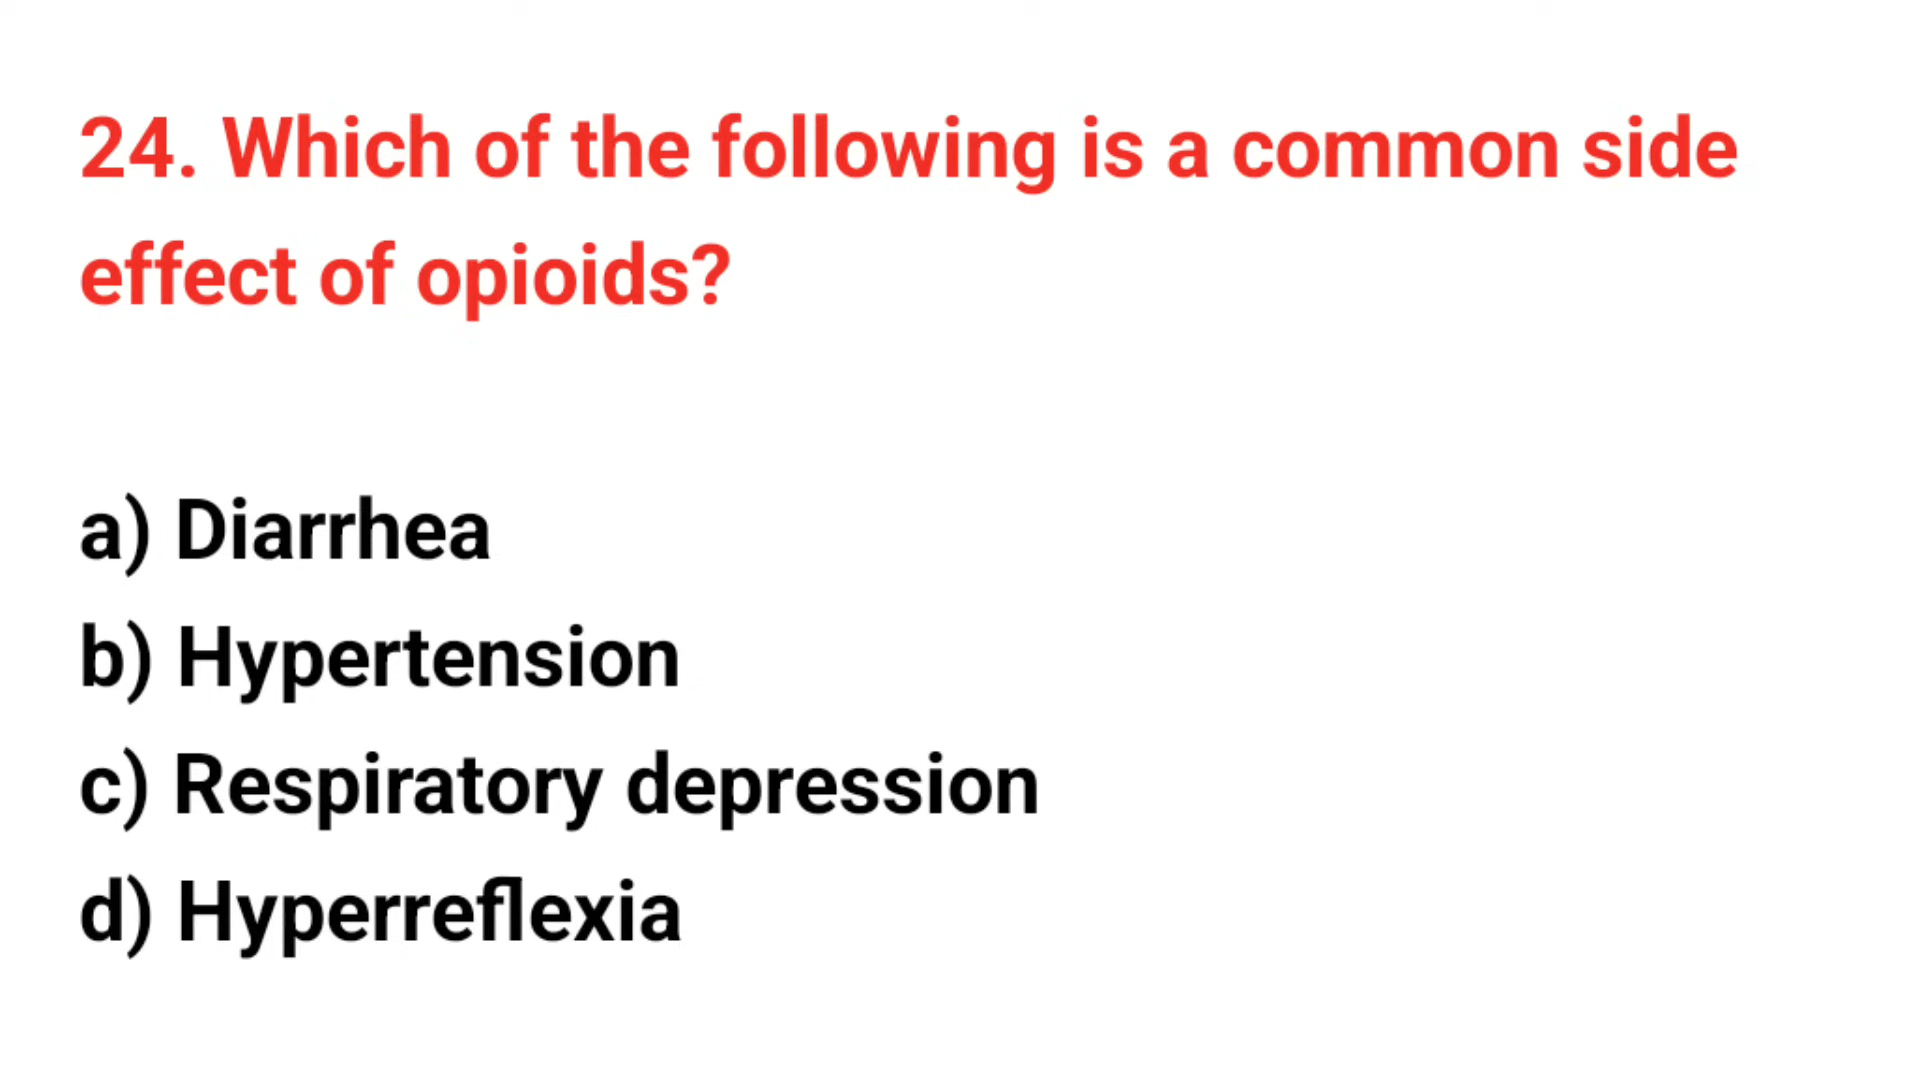 24. Which of the following is a common side
effect of opioids?
a) Diarrhea
b) Hypertension
c) Respiratory depression
d) Hyperreflexia